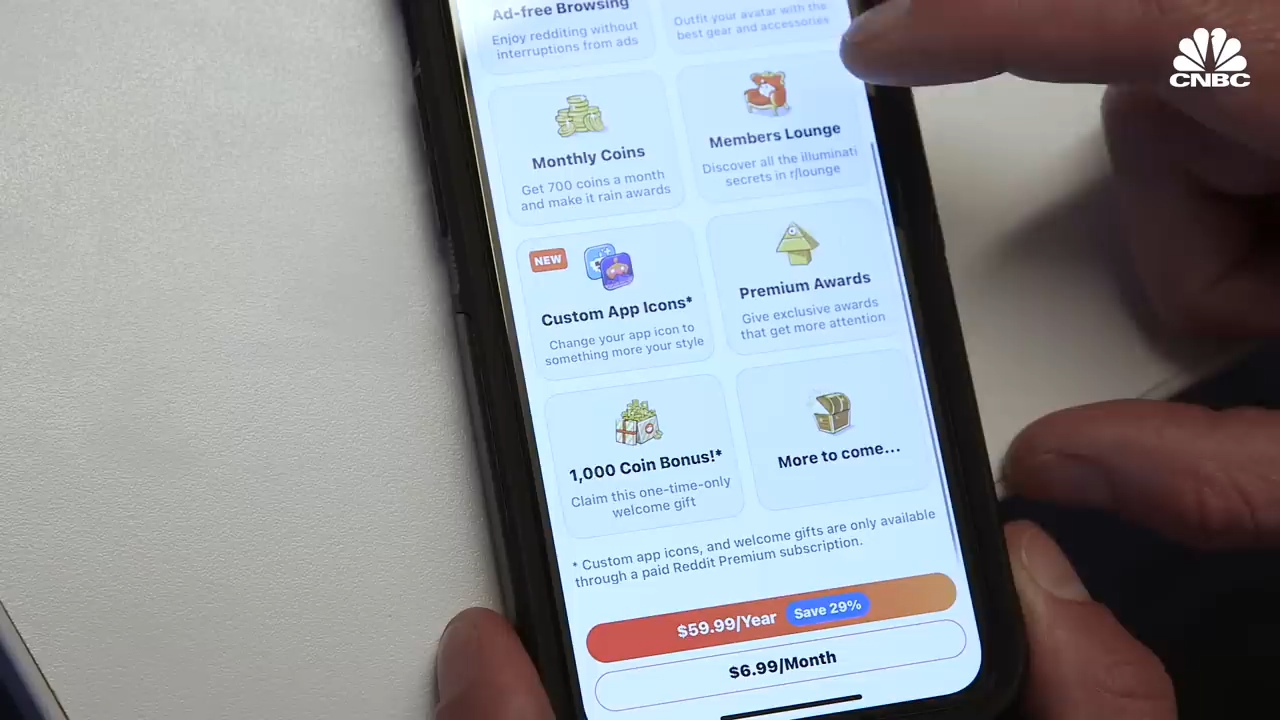 Ad-free Browsing
Enjoy redditing without
interruptions from ads
Outfit your avatar with the
best gear and accessories
Monthly Coins
Get 700 coins a month
and make it rain awards
Members Lounge
Discover all the illuminati
secrets in r/lounge
NEW
Custom App Icons*
Change your app icon to
something more your style
Premium Awards
Give exclusive awards
that get more attention
1,000 Coin Bonus!*
Claim this one-time-only
welcome gift
More to come...
* Custom app icons, and welcome gifts are only available
through a paid Reddit Premium subscription.
$59.99/Year Save 29%
$6.99/Month
CNBC